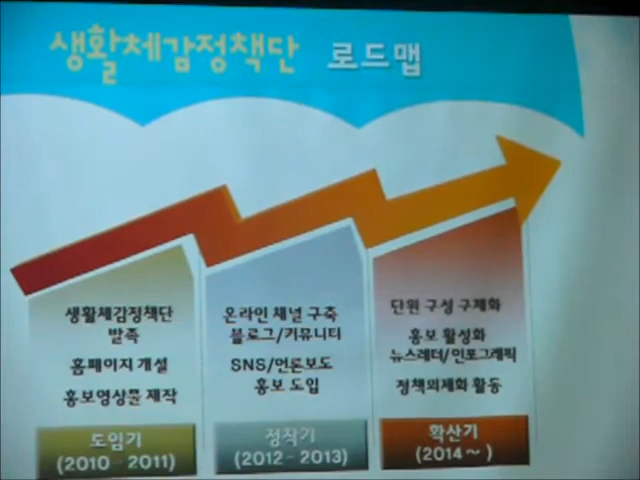 생활체감정책단 로드맵
생활체감정책단
발족
홈페이지 개설
홍보영상물 제작
도입기
(2010 - 2011)
온라인 채널 구축
블로그/커뮤니티
SNS/언론보도
홍보 도입
정착기
(2012 - 2013)
단원 구성 구체화
홍보 활성화
뉴스레터/인포그래픽
정책의제화 활동
확산기
(2014 ~ )